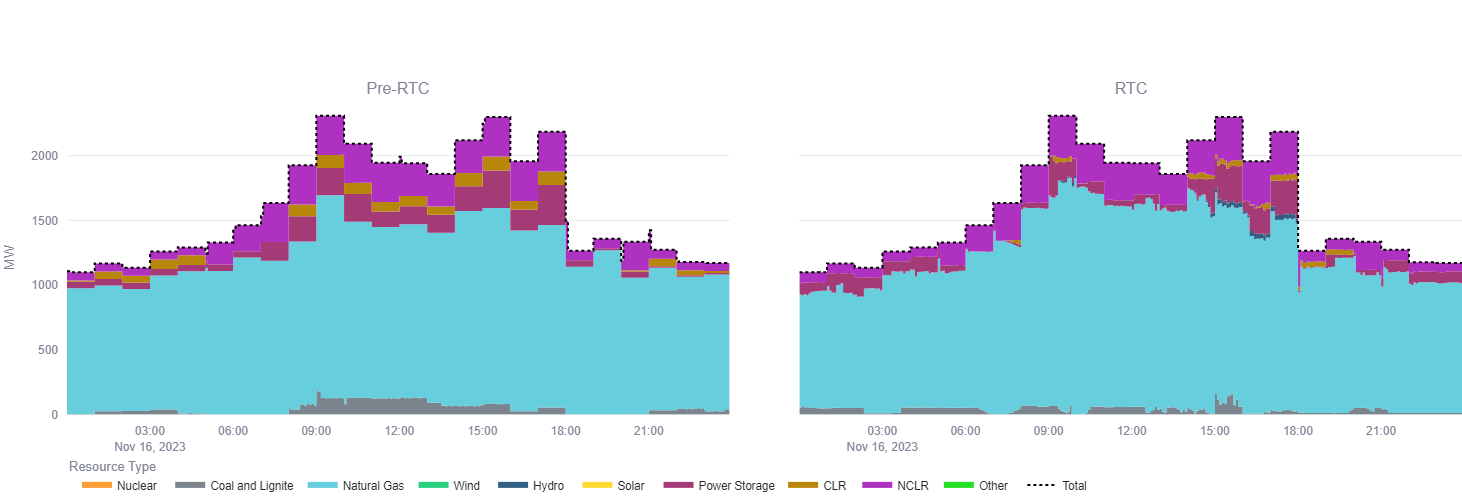 Pre-RTC
RTC
MW
2000
1500
1000
500
0
03:00 06:00 09:00 12:00 15:00 18:00 21:00
Nov 16, 2023
03:00 06:00 09:00 12:00 15:00 18:00 21:00
Nov 16, 2023
Resource Type
Nuclear Coal and Lignite Natural Gas Wind Hydro Solar Power Storage CLR NCLR Other Total